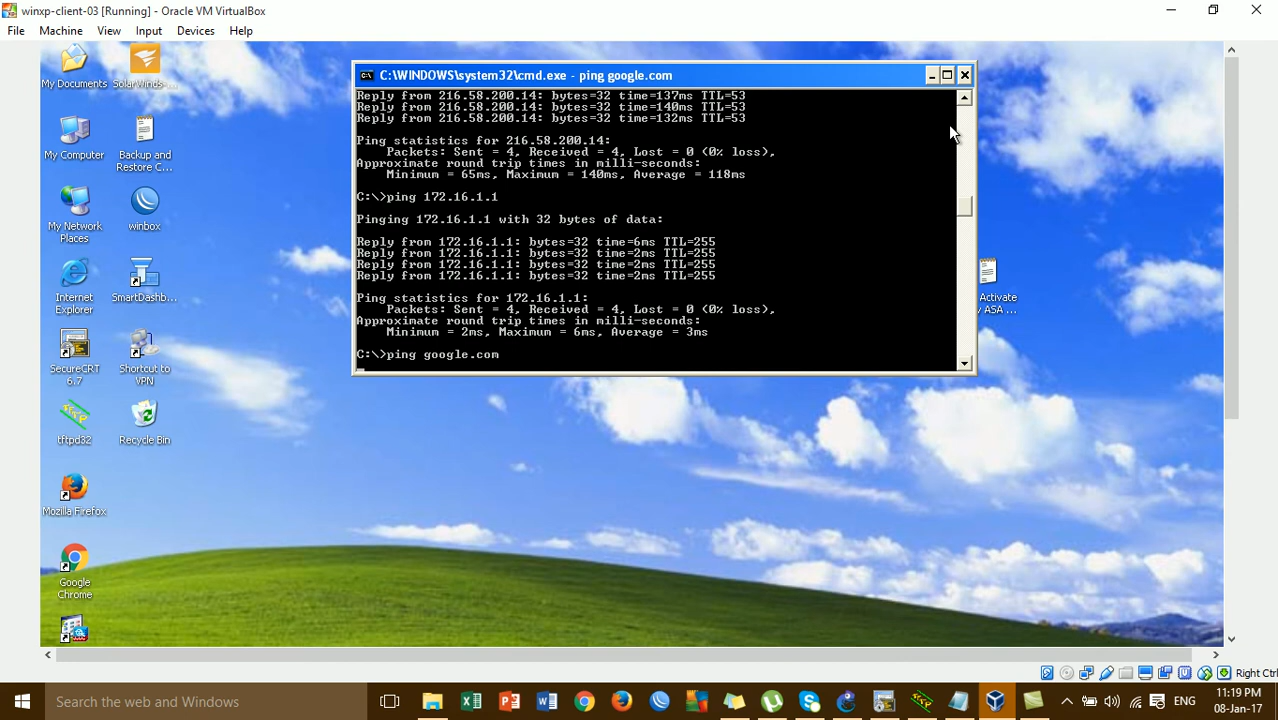 winxp-client-03 [Running] - Oracle VM VirtualBox
File Machine View Input Devices Help
My Documents
SolarWinds-...
My Computer
Backup and
Restore C...
My Network
Places
winbox
Internet
Explorer
SmartDashb...
SecureCRT
6.7
Shortcut to
VPN
tftpd32
Recycle Bin
Mozilla Firefox
Google
Chrome
C:\WINDOWS\system32\cmd.exe - ping google.com
Reply from 216.58.200.14: bytes=32 time=137ms TTL=53
Reply from 216.58.200.14: bytes=32 time=140ms TTL=53
Reply from 216.58.200.14: bytes=32 time=132ms TTL=53
Ping statistics for 216.58.200.14:
Packets: Sent = 4, Received = 4, Lost = 0 (0% loss),
Approximate round trip times in milli-seconds:
Minimum = 65ms, Maximum = 140ms, Average = 118ms
C:\>ping 172.16.1.1
Pinging 172.16.1.1 with 32 bytes of data:
Reply from 172.16.1.1: bytes=32 time=6ms TTL=255
Reply from 172.16.1.1: bytes=32 time=2ms TTL=255
Reply from 172.16.1.1: bytes=32 time=2ms TTL=255
Reply from 172.16.1.1: bytes=32 time=2ms TTL=255
Ping statistics for 172.16.1.1:
Packets: Sent = 4, Received = 4, Lost = 0 (0% loss),
Approximate round trip times in milli-seconds:
Minimum = 2ms, Maximum = 6ms, Average = 3ms
C:\>ping google.com
Activate
ASA ...
Right Ctrl
Search the web and Windows
ENG
11:19 PM
08-Jan-17